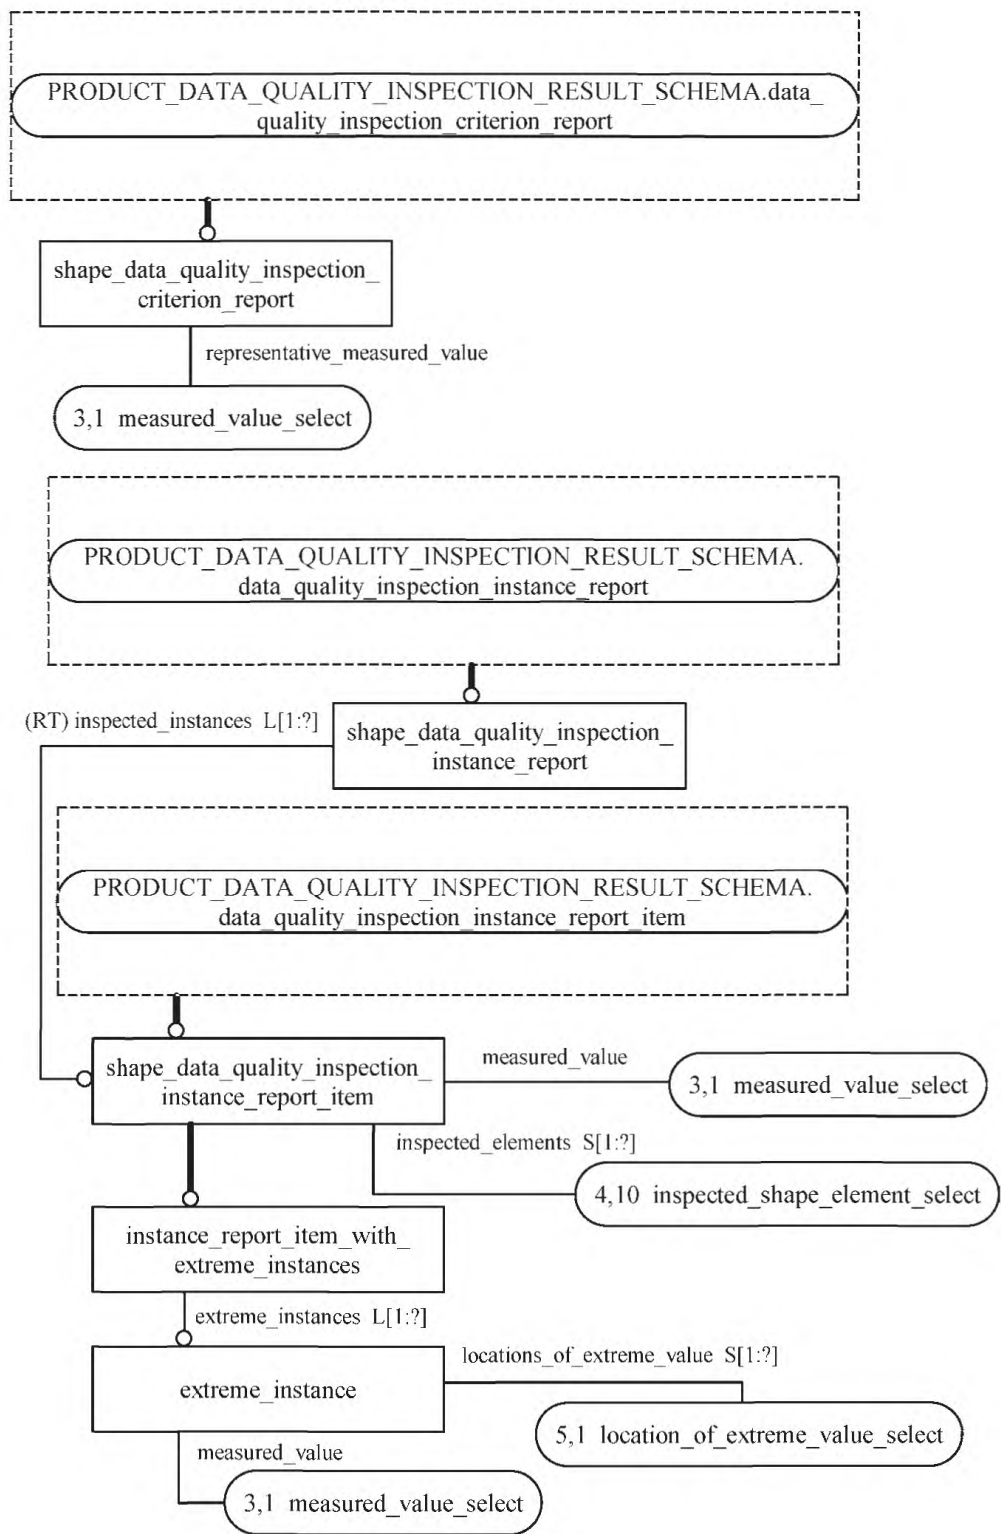 PRODUCT_DATA_QUALITY_INSPECTION_RESULT_SCHEMA.data_
quality_inspection_criterion_report
shape_data_quality_inspection_
criterion_report
representative_measured_value
3,1 measured_value_select
PRODUCT_DATA_QUALITY_INSPECTION_RESULT_SCHEMA.
data_quality_inspection_instance_report
(RT) inspected_instances L[1:?]
shape_data_quality_inspection_
instance_report
PRODUCT_DATA_QUALITY_INSPECTION_RESULT_SCHEMA.
data_quality_inspection_instance_report_item
shape_data_quality_inspection_
instance_report_item
measured_value
3,1 measured_value_select
inspected_elements S[1:?]
4,10 inspected_shape_element_select
instance_report_item_with_
extreme_instances
extreme_instances L[1:?]
extreme_instance
locations_of_extreme_value S[1:?]
5,1 location_of_extreme_value_select
measured_value
3,1 measured_value_select